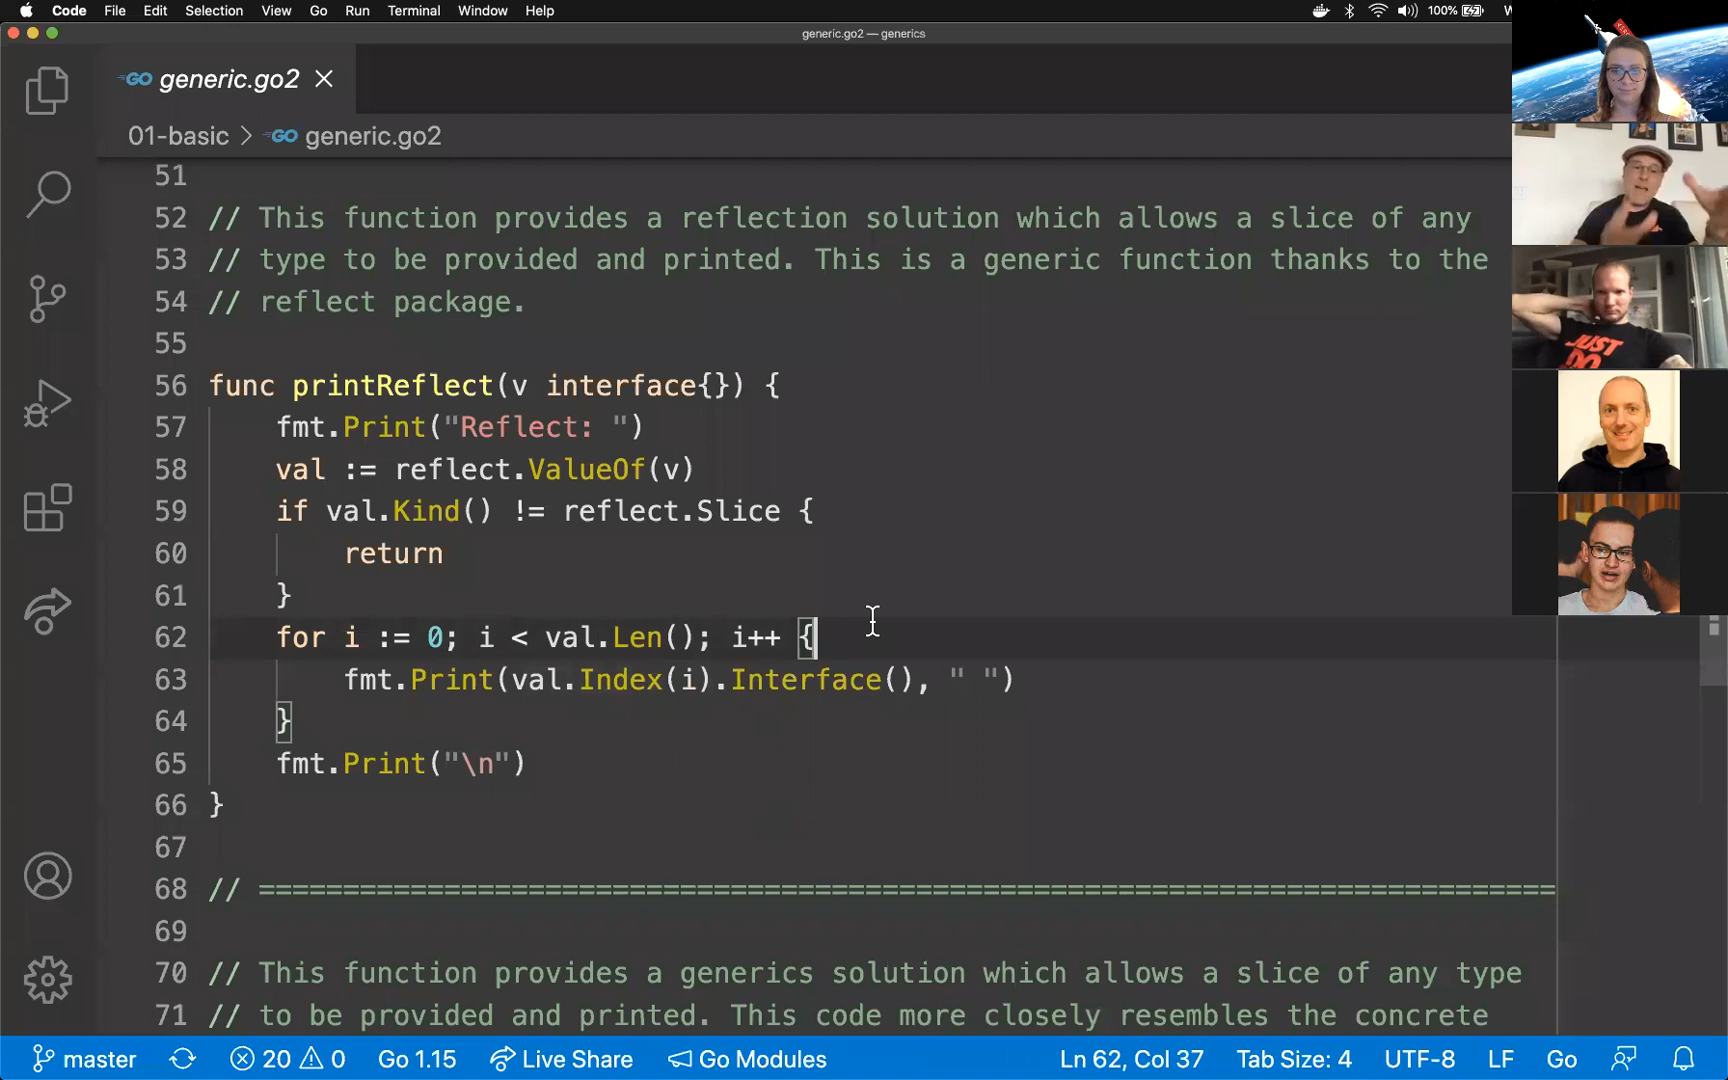 Code File Edit Selection View Go Run Terminal Window Help
100%
generic.go2 — generics
GO generic.go2
01-basic > GO generic.go2
51
52 // This function provides a reflection solution which allows a slice of any
53 // type to be provided and printed. This is a generic function thanks to the
54 // reflect package.
55
56 func printReflect(v interface{}) {
57 fmt.Print("Reflect: ")
58 val := reflect.ValueOf(v)
59 if val.Kind() != reflect.Slice {
60 return
61 }
62 for i := 0; i < val.Len(); i++ {
63 fmt.Print(val.Index(i).Interface(), " ")
64 }
65 fmt.Print("\n")
66 }
67
68 // =============================================================================
69
70 // This function provides a generics solution which allows a slice of any type
71 // to be provided and printed. This code more closely resembles the concrete
master 20 0 Go 1.15 Live Share Go Modules Ln 62, Col 37 Tab Size: 4 UTF-8 LF Go
JUST
DO